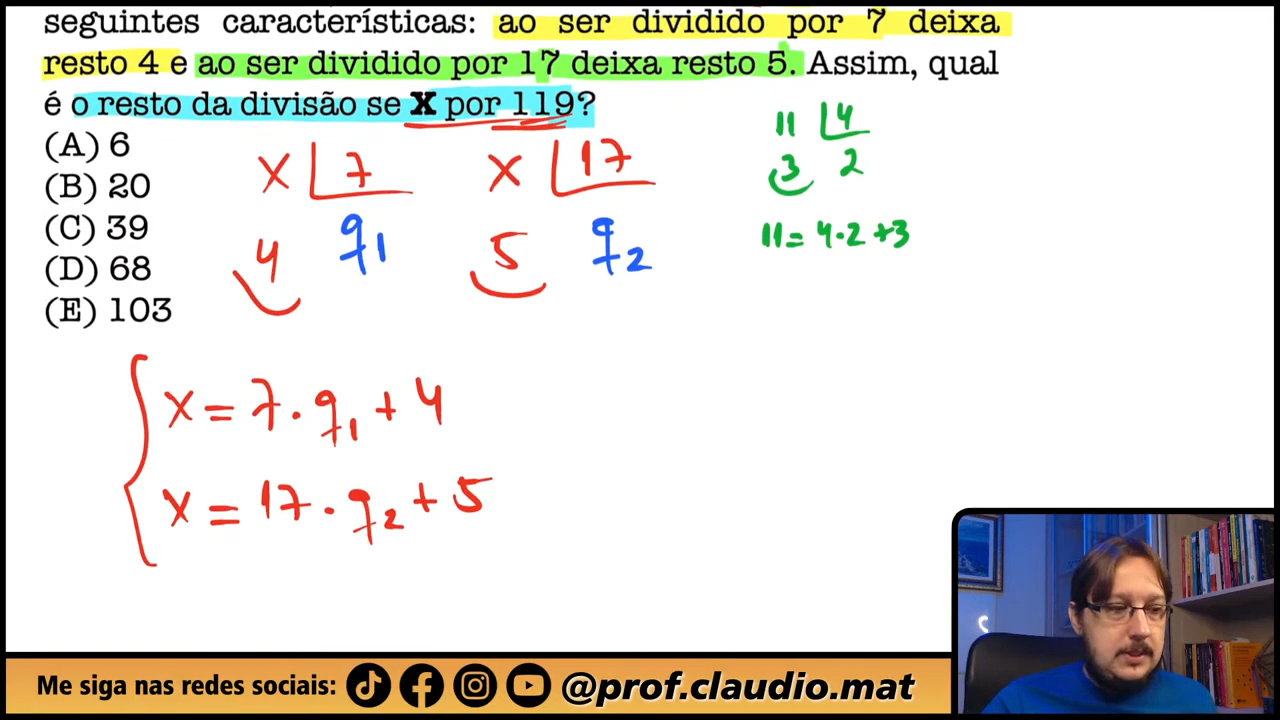 seguintes características: ao ser dividido por 7 deixa
resto 4 e ao ser dividido por 17 deixa resto 5. Assim, qual
é o resto da divisão se X por 119?
(A) 6
(B) 20
(C) 39
(D) 68
(E) 103
x 7
4 q1
x 17
5 q2
11 4
3 2
11 = 4·2+3
x = 7·q1 + 4
x = 17·q2 + 5
Me siga nas redes sociais: @prof.claudio.mat